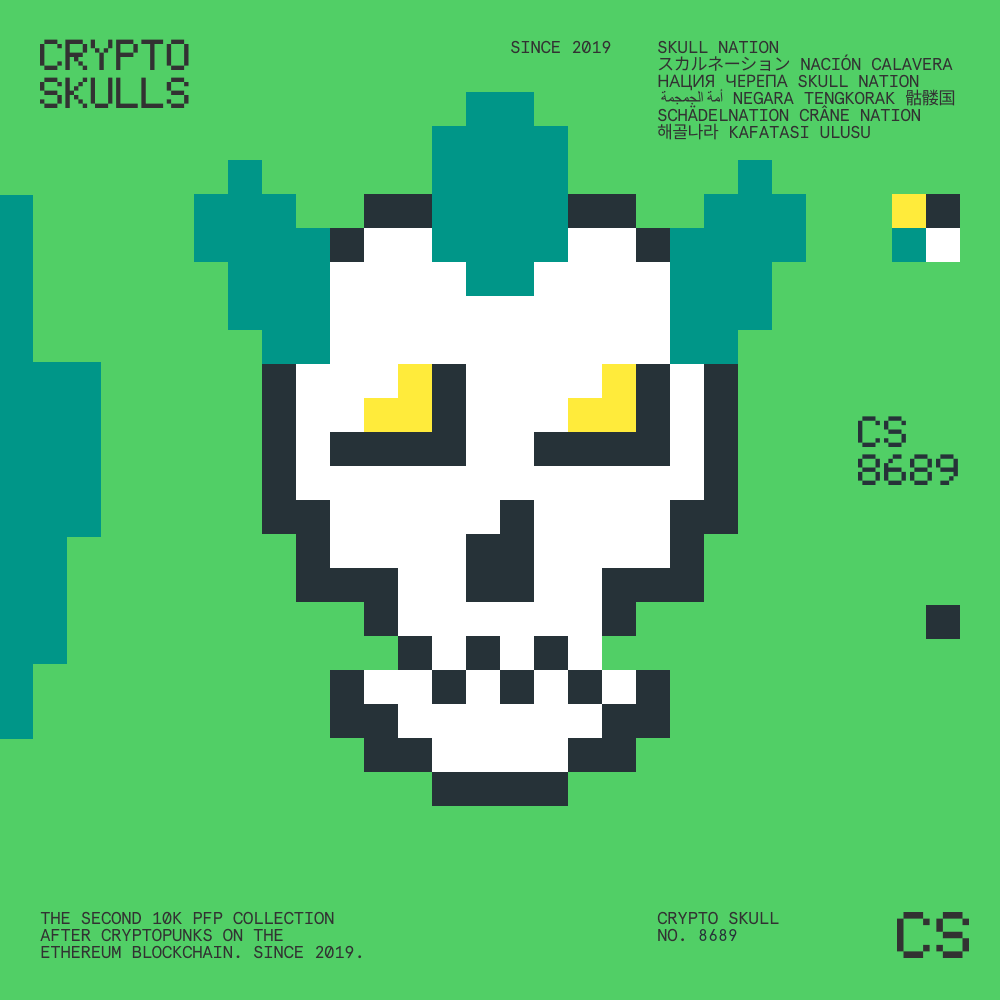 CRYPTO
SKULLS
SINCE 2019
SKULL NATION
スカルネーション NACIÓN CALAVERA
НАЦИЯ ЧЕРЕПА SKULL NATION
أمة الجمجمة NEGARA TENGKORAK 骷髅国
SCHÄDELNATION CRÂNE NATION
해골나라 KAFATASI ULUSU
CS
8689
THE SECOND 10K PFP COLLECTION
AFTER CRYPTOPUNKS ON THE
ETHEREUM BLOCKCHAIN. SINCE 2019.
CRYPTO SKULL
NO. 8689
CS